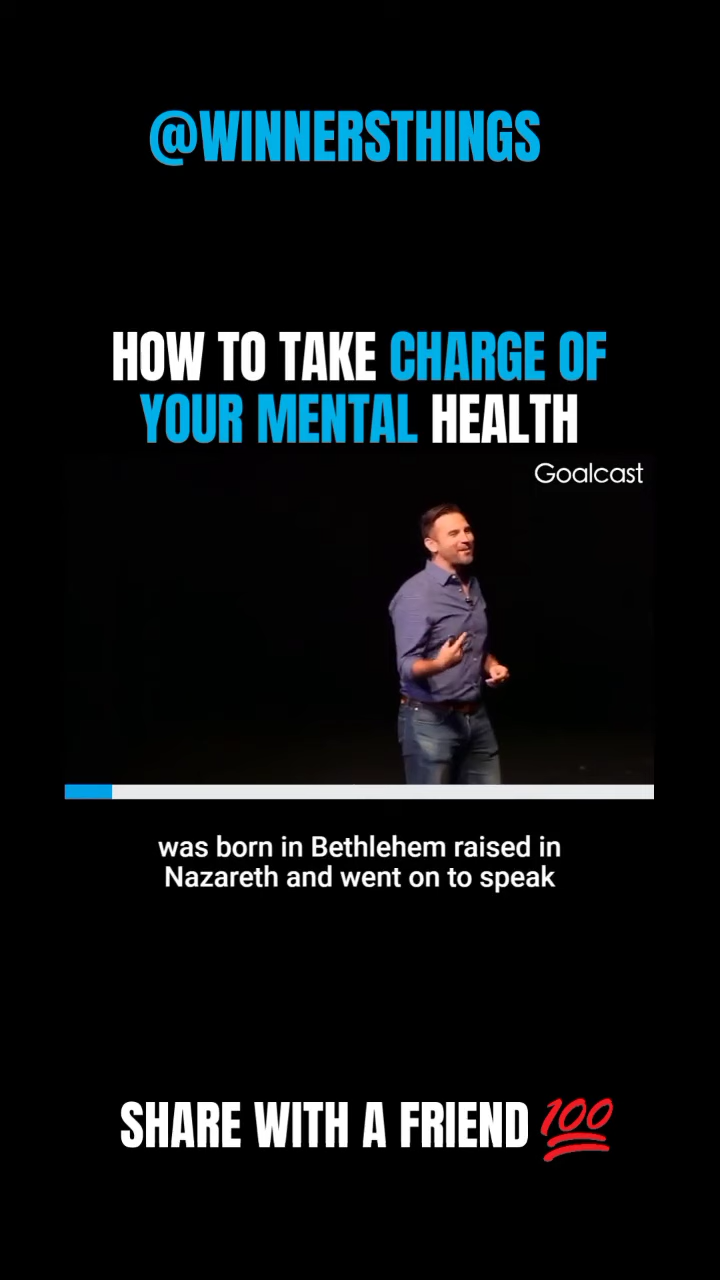 @WINNERSTHINGS
HOW TO TAKE CHARGE OF
YOUR MENTAL HEALTH
Goalcast
was born in Bethlehem raised in
Nazareth and went on to speak
SHARE WITH A FRIEND 💯